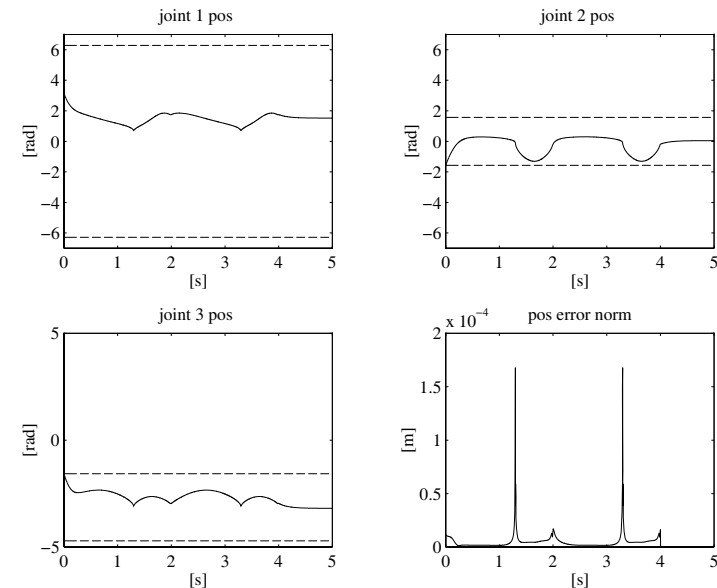 joint 1 pos
6
4
2
0
−2
−4
−6
[rad]
0 1 2 3 4 5
[s]
joint 2 pos
6
4
2
0
−2
−4
−6
[rad]
0 1 2 3 4 5
[s]
joint 3 pos
5
0
−5
[rad]
0 1 2 3 4 5
[s]
x 10−4
pos error norm
2
1.5
1
0.5
0
[m]
0 1 2 3 4 5
[s]